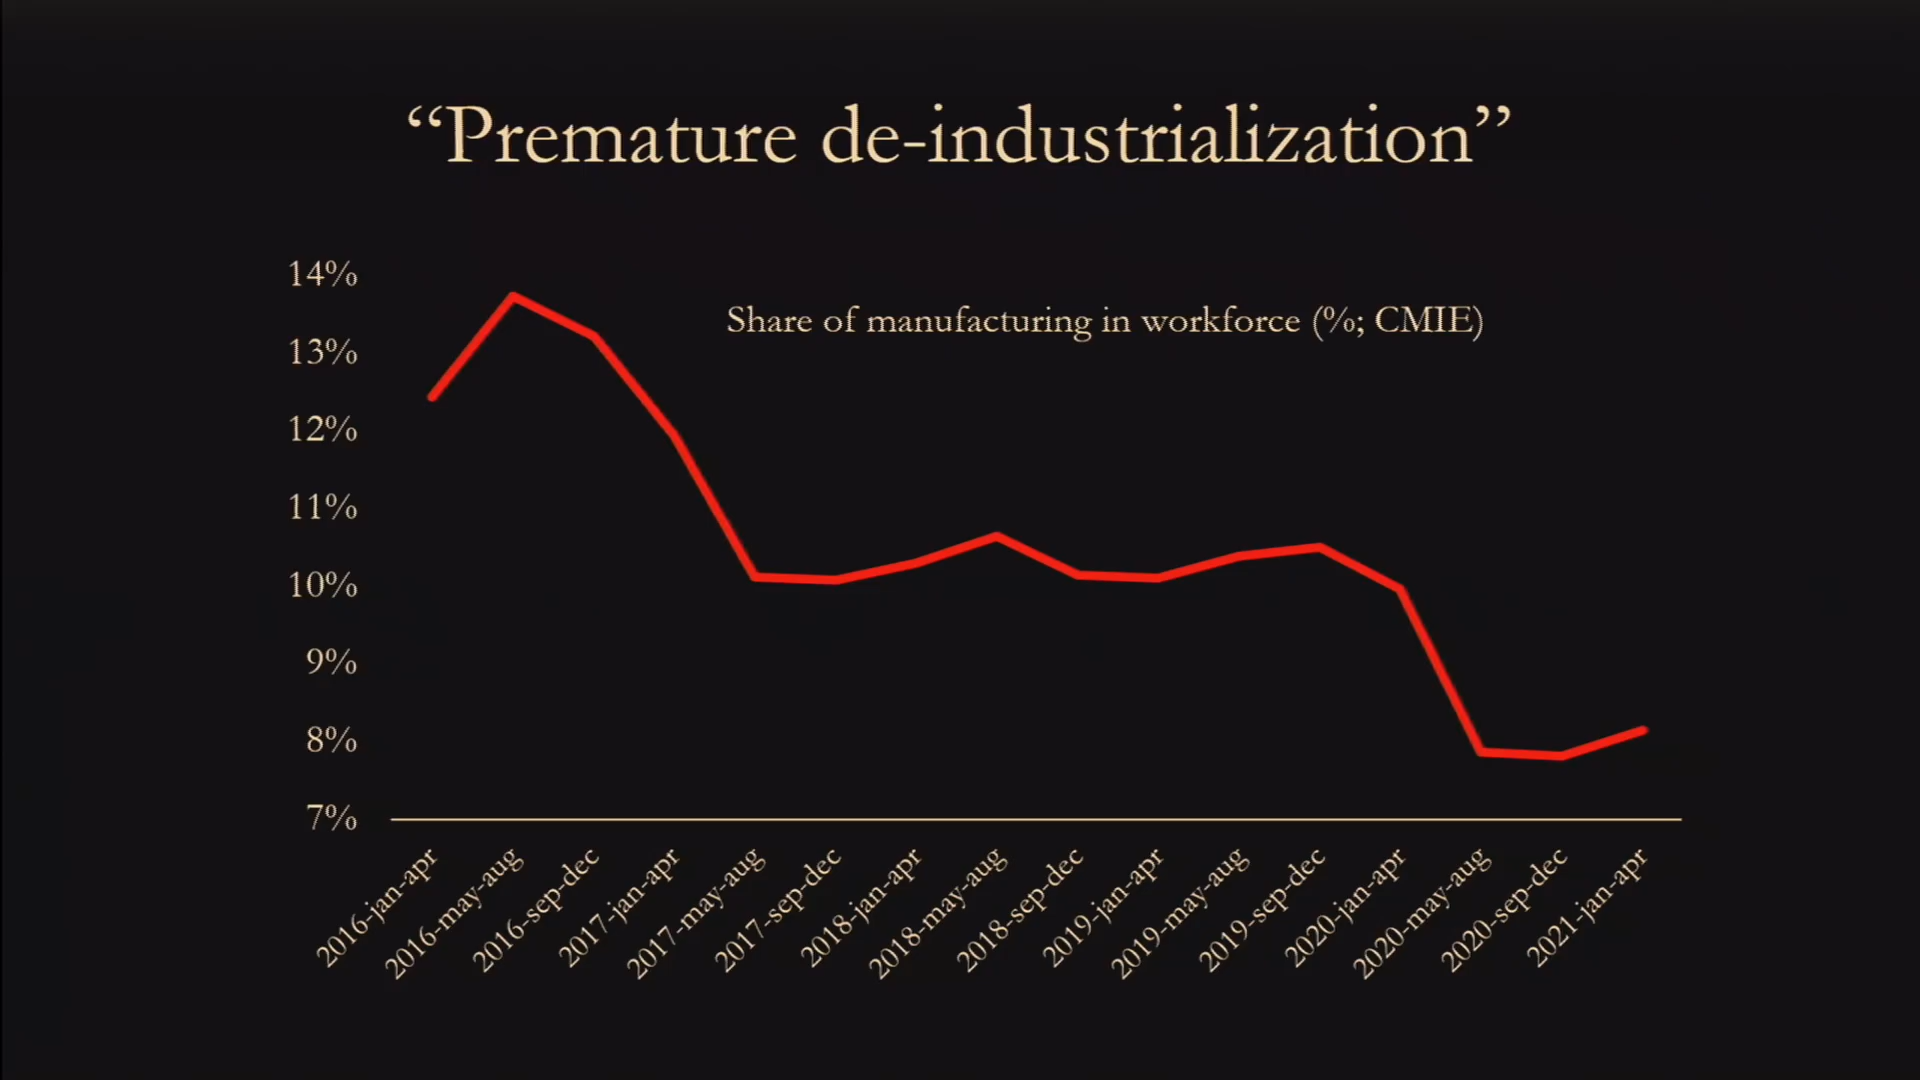 “Premature de-industrialization”
Share of manufacturing in workforce (%; CMIE)
14%
13%
12%
11%
10%
9%
8%
7%
2016-jan-apr
2016-may-aug
2016-sep-dec
2017-jan-apr
2017-may-aug
2017-sep-dec
2018-jan-apr
2018-may-aug
2018-sep-dec
2019-jan-apr
2019-may-aug
2019-sep-dec
2020-jan-apr
2020-may-aug
2020-sep-dec
2021-jan-apr